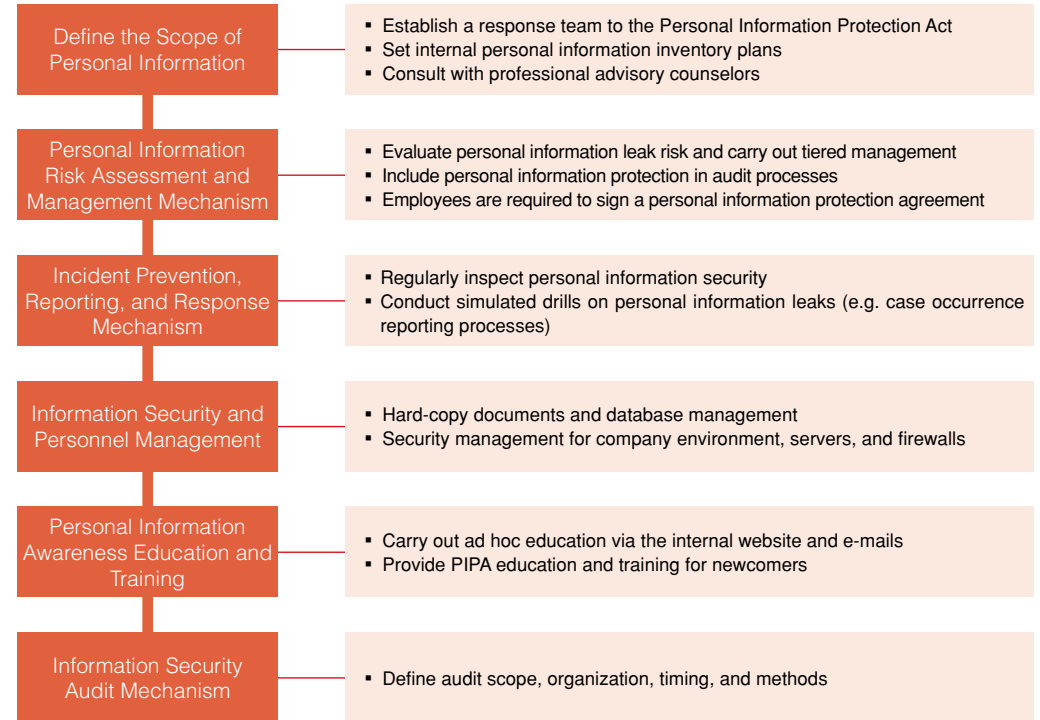 Define the Scope of
Personal Information
▪ Establish a response team to the Personal Information Protection Act
▪ Set internal personal information inventory plans
▪ Consult with professional advisory counselors
Personal Information
Risk Assessment and
Management Mechanism
▪ Evaluate personal information leak risk and carry out tiered management
▪ Include personal information protection in audit processes
▪ Employees are required to sign a personal information protection agreement
Incident Prevention,
Reporting, and Response
Mechanism
▪ Regularly inspect personal information security
▪ Conduct simulated drills on personal information leaks (e.g. case occurrence
reporting processes)
Information Security and
Personnel Management
▪ Hard-copy documents and database management
▪ Security management for company environment, servers, and firewalls
Personal Information
Awareness Education and
Training
▪ Carry out ad hoc education via the internal website and e-mails
▪ Provide PIPA education and training for newcomers
Information Security
Audit Mechanism
▪ Define audit scope, organization, timing, and methods